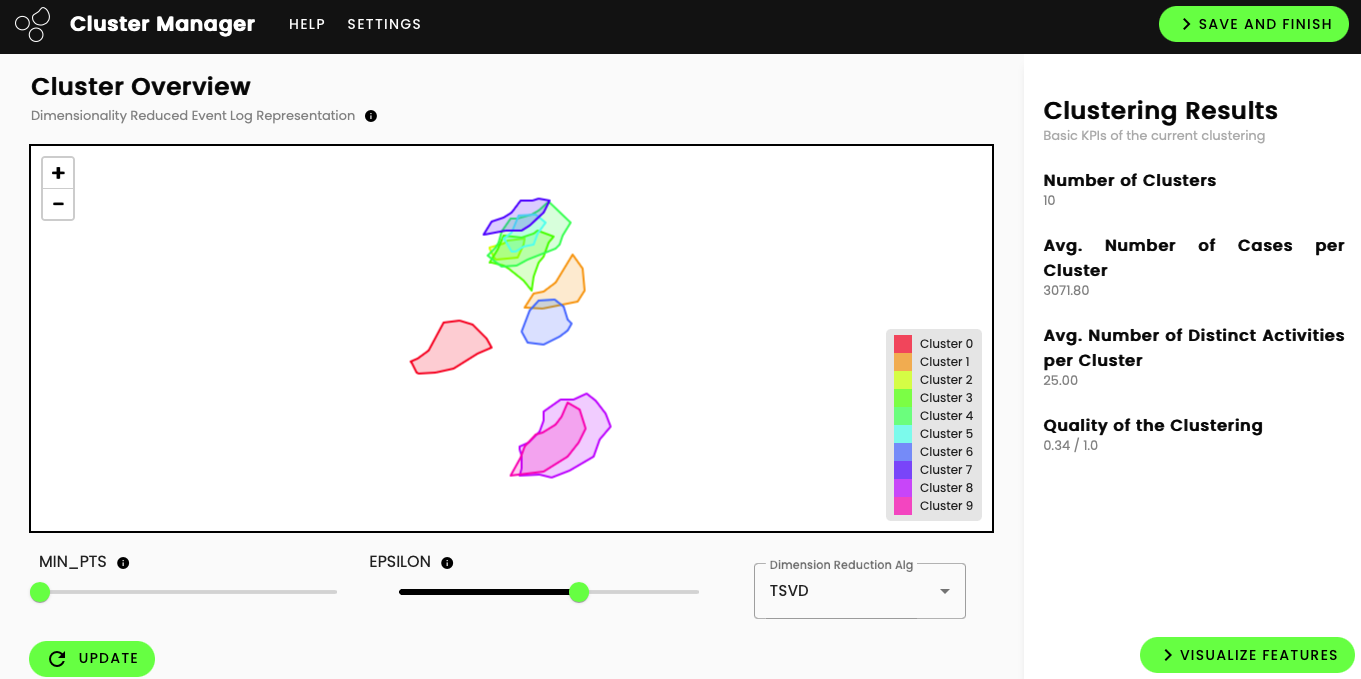 Cluster Manager
HELP
SETTINGS
SAVE AND FINISH
Cluster Overview
Dimensionality Reduced Event Log Representation
+
−
Cluster 0
Cluster 1
Cluster 2
Cluster 3
Cluster 4
Cluster 5
Cluster 6
Cluster 7
Cluster 8
Cluster 9
MIN_PTS
EPSILON
Dimension Reduction Alg
TSVD
UPDATE
Clustering Results
Basic KPIs of the current clustering
Number of Clusters
10
Avg. Number of Cases per
Cluster
3071.80
Avg. Number of Distinct Activities
per Cluster
25.00
Quality of the Clustering
0.34 / 1.0
VISUALIZE FEATURES